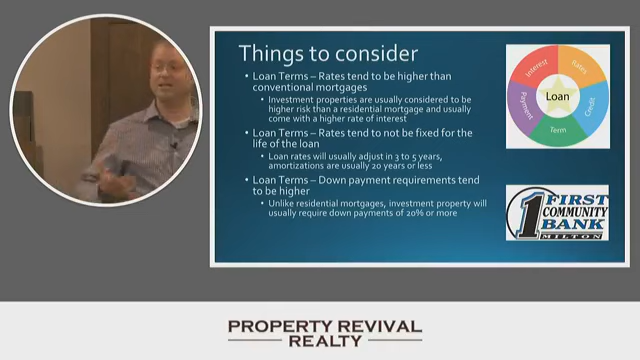 Things to consider
• Loan Terms – Rates tend to be higher than
conventional mortgages
• Investment properties are usually considered to be
higher risk than a residential mortgage and usually
come with a higher rate of interest
• Loan Terms – Rates tend to not be fixed for the
life of the loan
• Loan rates will usually adjust in 3 to 5 years,
amortizations are usually 20 years or less
• Loan Terms – Down payment requirements tend
to be higher
• Unlike residential mortgages, investment property will
usually require down payments of 20% or more
Interest
Rates
Loan
Payment
Credit
Term
1 FIRST
COMMUNITY
BANK
MILTON
PROPERTY REVIVAL
REALTY